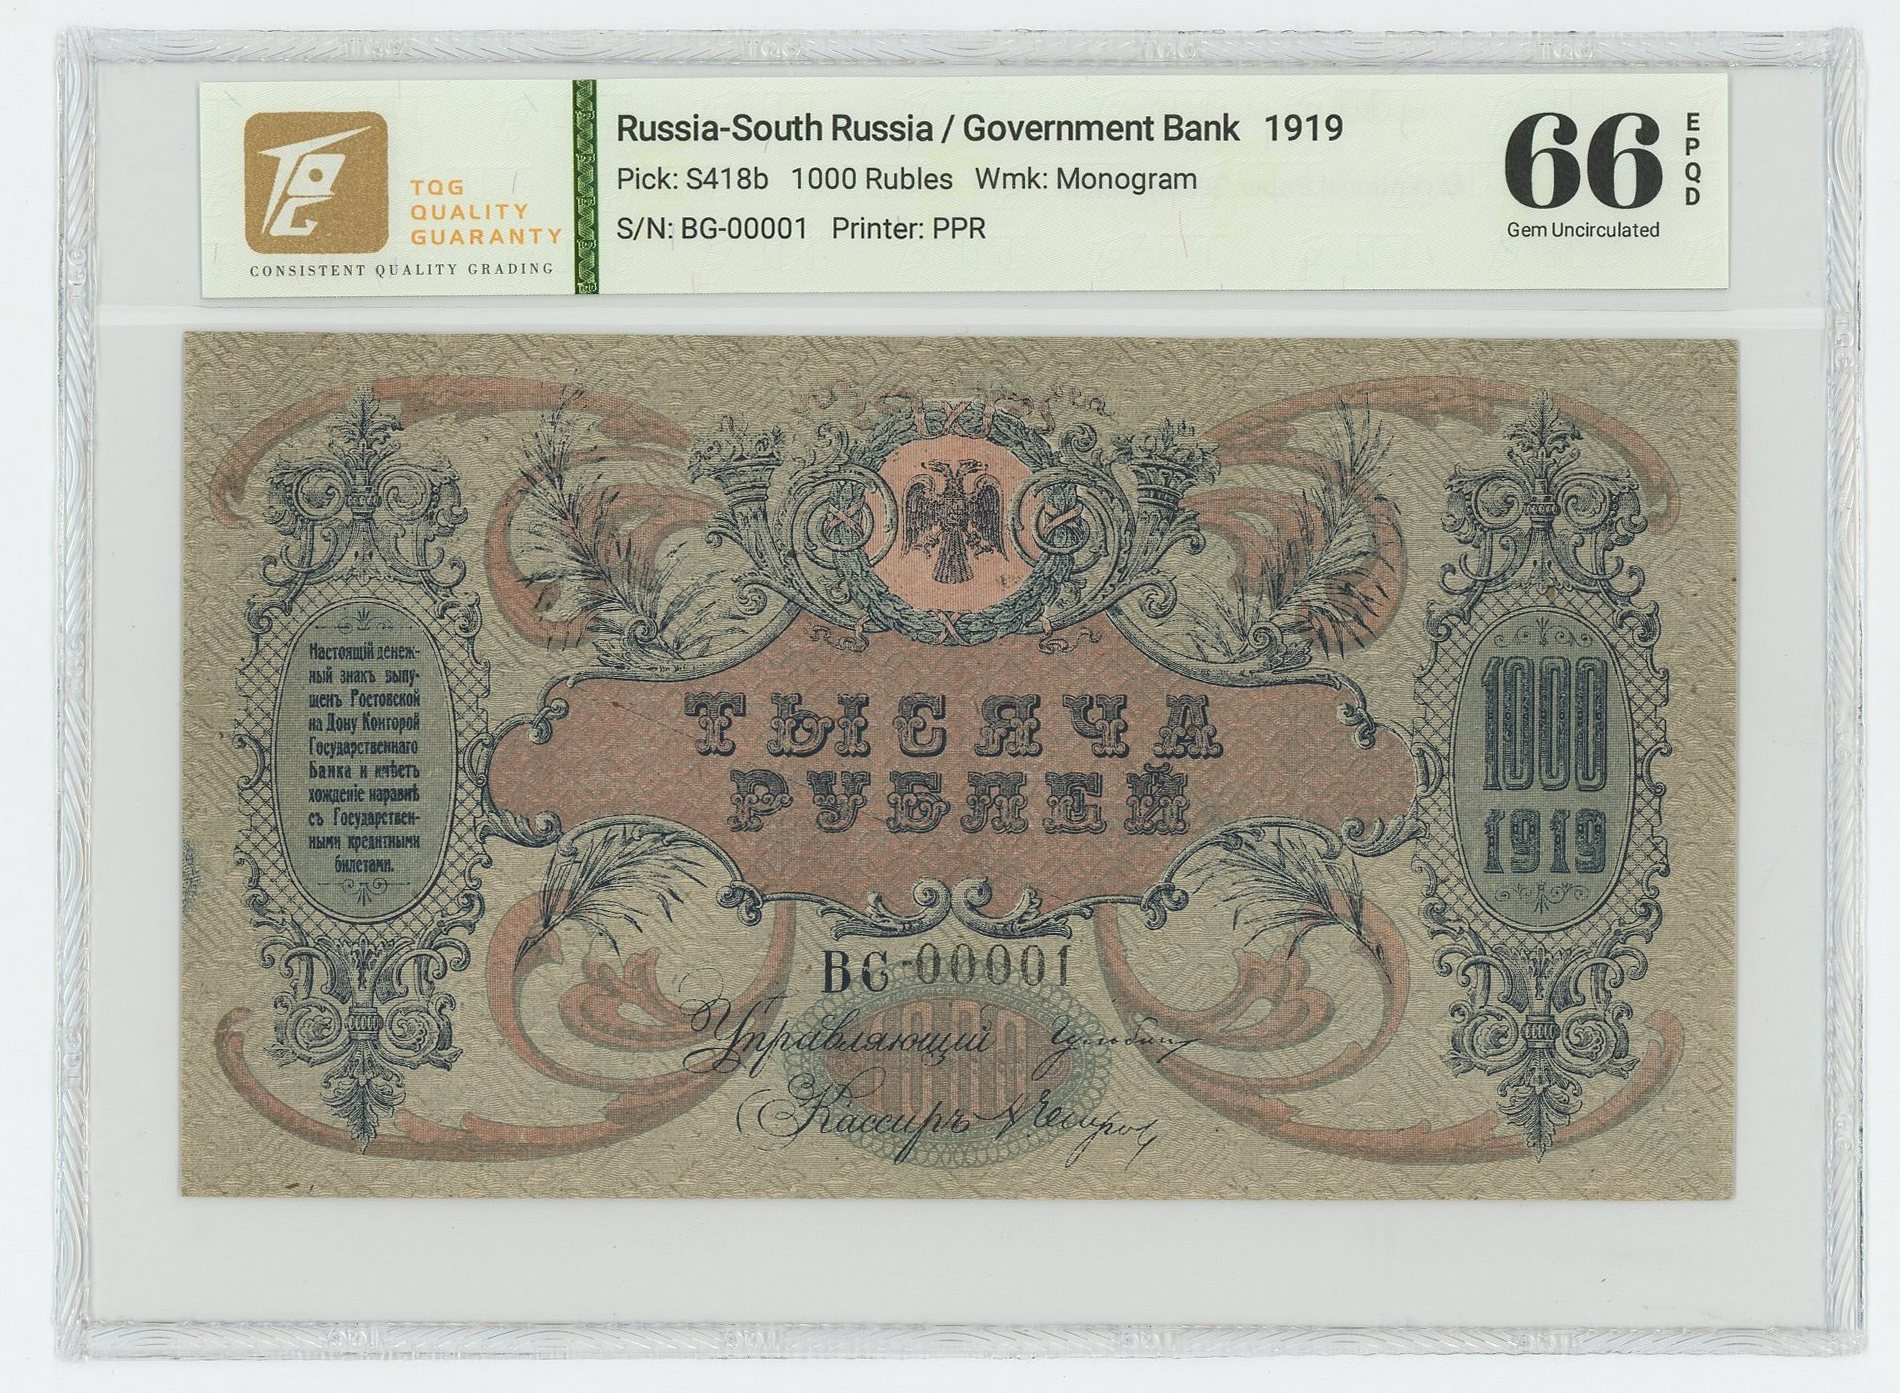 TQG
QUALITY
GUARANTY
CONSISTENT QUALITY GRADING
Russia-South Russia / Government Bank 1919
Pick: S418b 1000 Rubles Wmk: Monogram
S/N: BG-00001 Printer: PPR
66
EPQD
Gem Uncirculated
Настоящій денеж-
ный знакъ выпу-
щенъ Ростовской
на Дону Конторой
Государственнаго
Банка и имѣетъ
хожденіе наравнѣ
съ Государствен-
ными кредитными
билетами.
ТЫСЯЧА
РУБЛЕЙ
1000
1919
ВС-00001
1000
Управляющій
Кассиръ